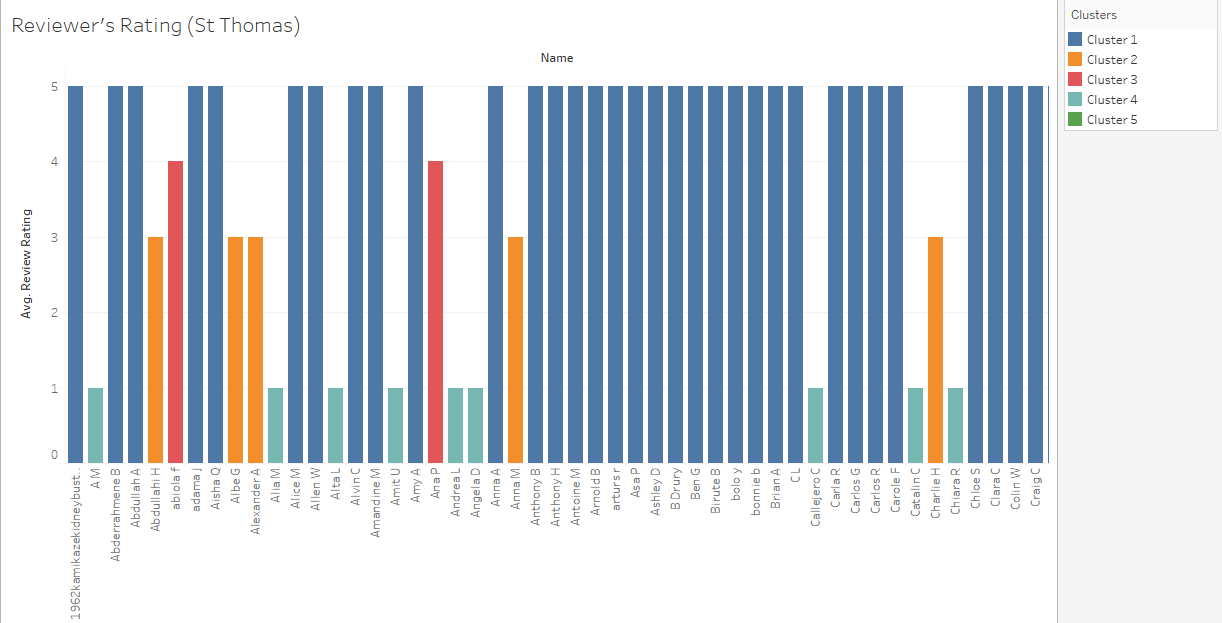 Reviewer's Rating (St Thomas)
Name
Avg. Review Rating
5
4
3
2
1
0
1962kamikazekidneybust..
A M
Abderrahmene B
Abdullah A
Abdullahi H
abiola f
adama j
Aisha Q
Albe G
Alexander A
Alia M
Alice M
Allen W
Alta L
Alvin C
Amandine M
Amit U
Amy A
Ana P
Andrea L
Angela D
Anna A
Anna M
Anthony B
Anthony H
Antoine M
Arnold B
arturs r
Asa P
Ashley D
B Drury
Ben G
Birute B
bolo y
bonnie b
Brian A
C L
Callejero C
Carla R
Carlos G
Carlos R
Carole F
Catalin C
Charlie H
Chiara R
Chloe S
Clara C
Colin W
Craig C
Clusters
Cluster 1
Cluster 2
Cluster 3
Cluster 4
Cluster 5